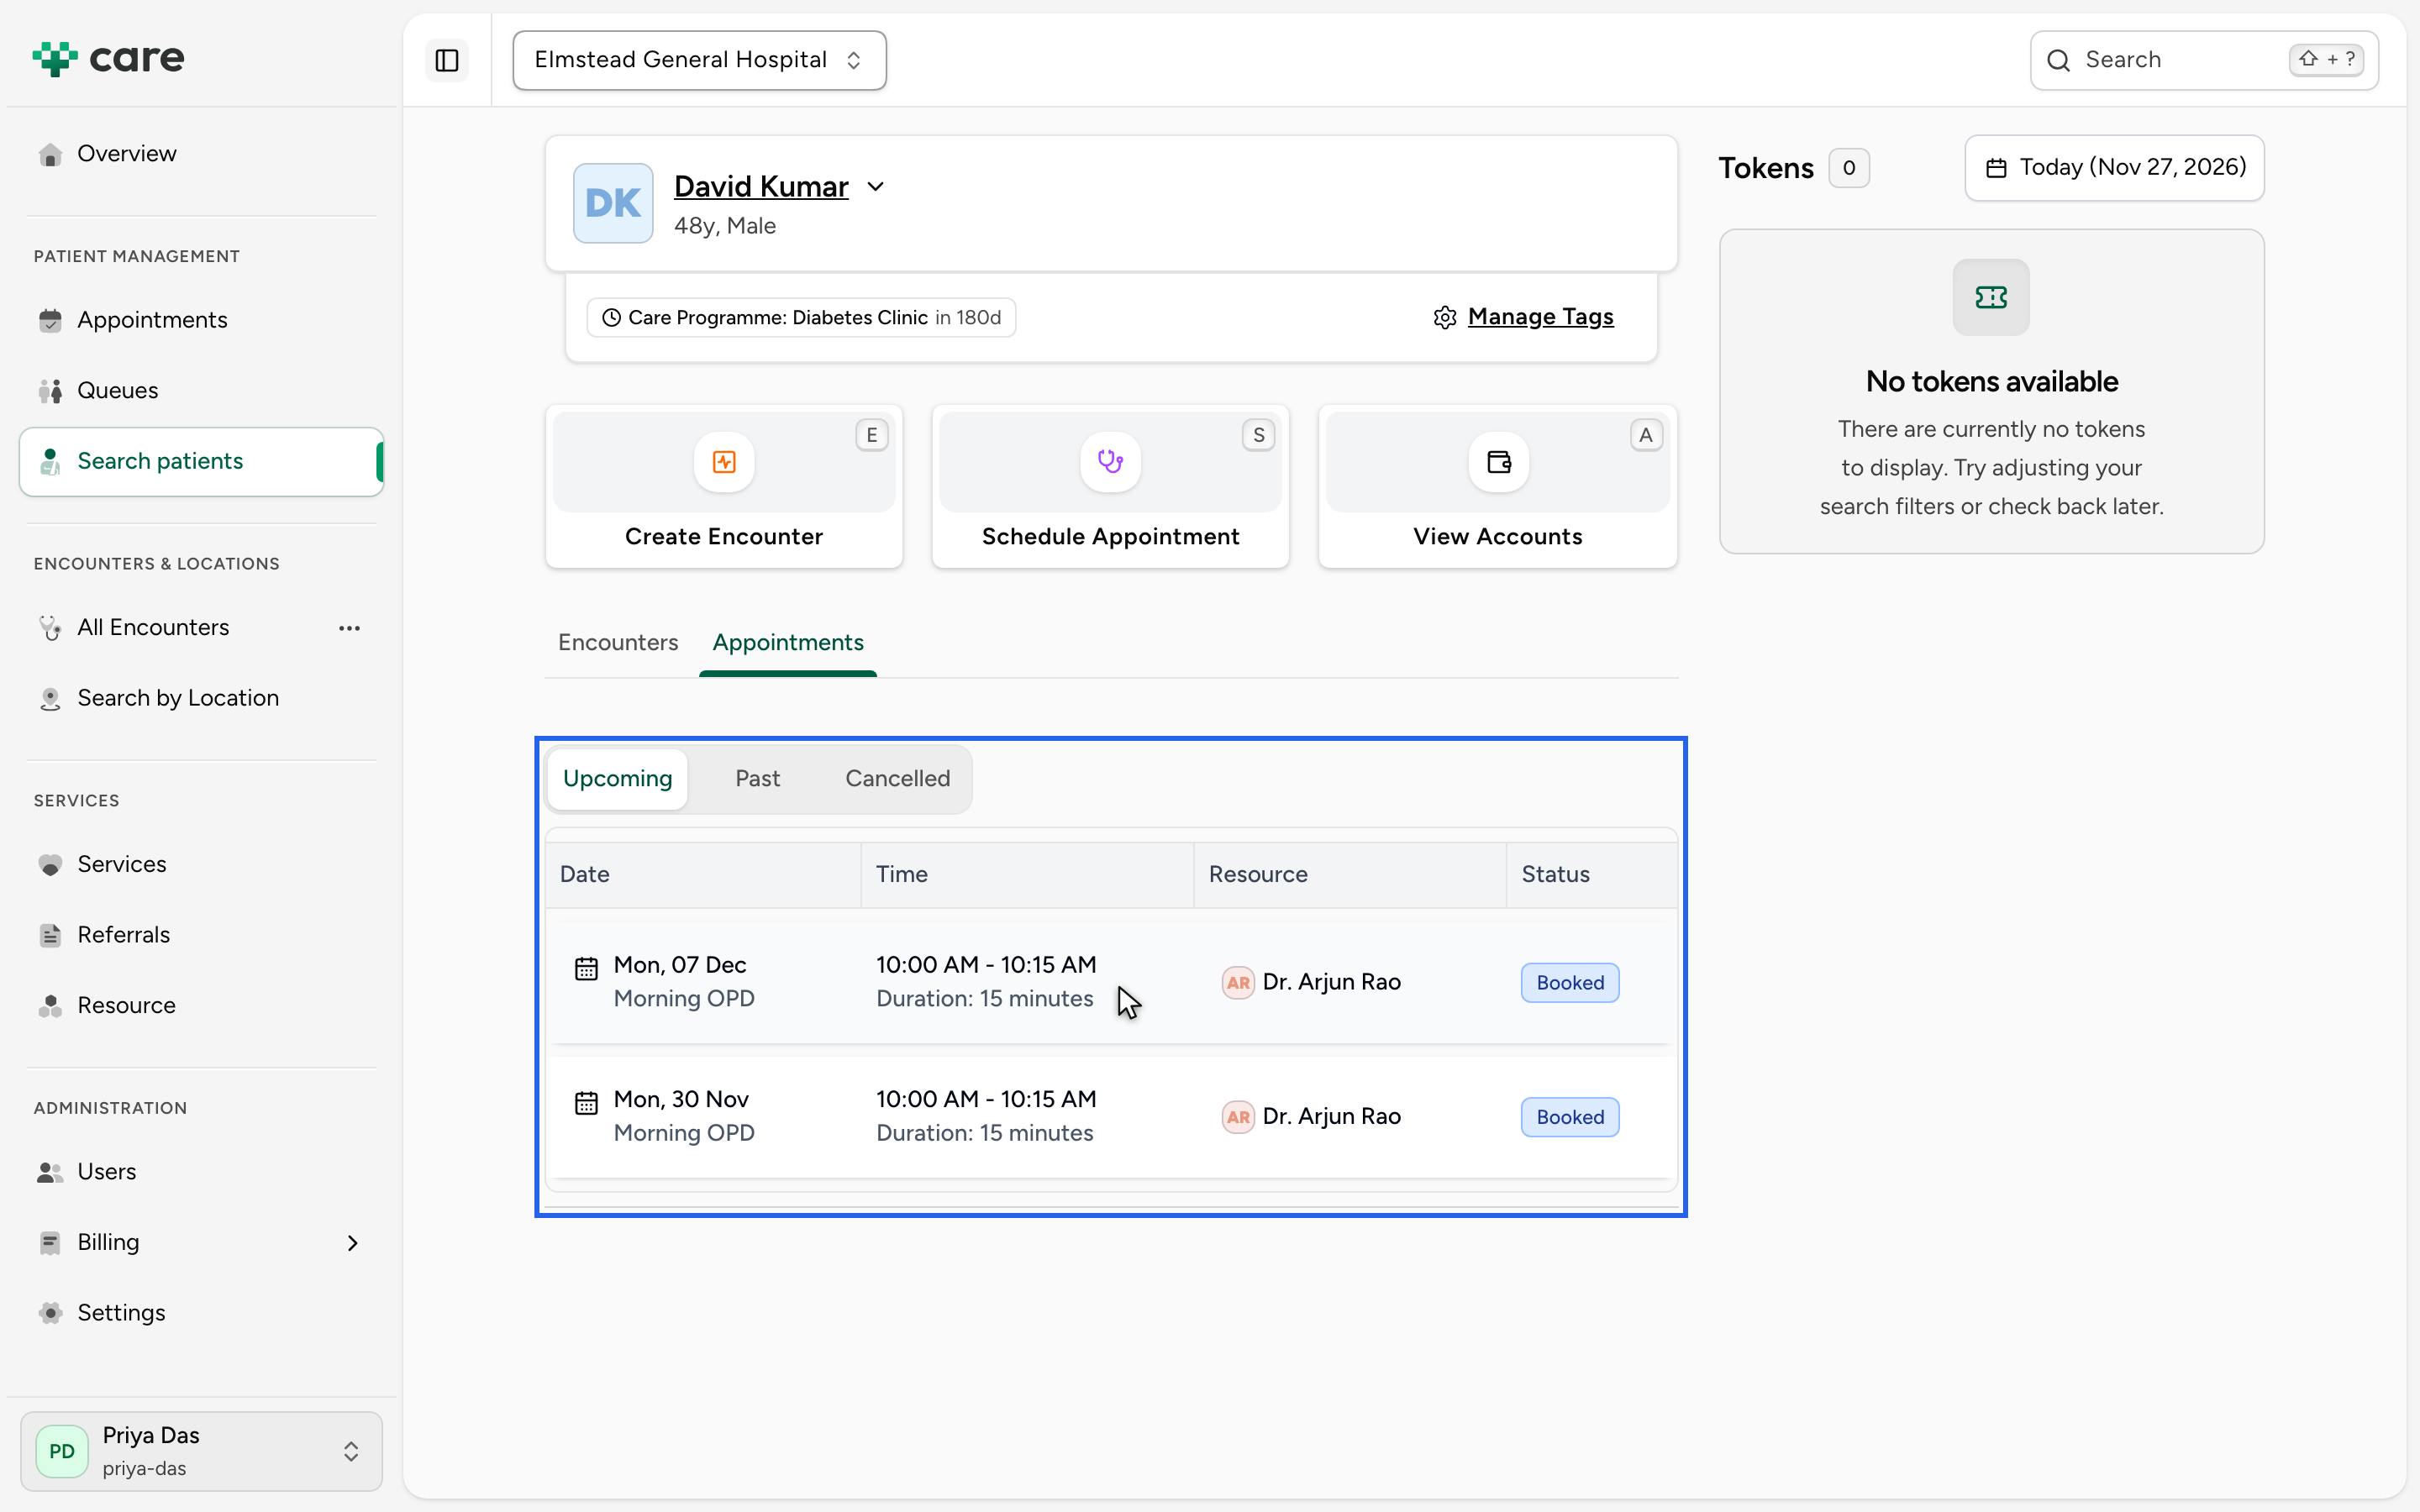 care
Elmstead General Hospital
Search
+ ?
Overview
PATIENT MANAGEMENT
Appointments
Queues
Search patients
ENCOUNTERS & LOCATIONS
All Encounters
Search by Location
SERVICES
Services
Referrals
Resource
ADMINISTRATION
Users
Billing
Settings
PD
Priya Das
priya-das
DK
David Kumar
48y, Male
Care Programme: Diabetes Clinic in 180d
Manage Tags
E
Create Encounter
S
Schedule Appointment
A
View Accounts
Encounters
Appointments
Upcoming
Past
Cancelled
Date
Time
Resource
Status
Mon, 07 Dec
Morning OPD
10:00 AM - 10:15 AM
Duration: 15 minutes
AR
Dr. Arjun Rao
Booked
Mon, 30 Nov
Morning OPD
10:00 AM - 10:15 AM
Duration: 15 minutes
AR
Dr. Arjun Rao
Booked
Tokens
0
Today (Nov 27, 2026)
No tokens available
There are currently no tokens
to display. Try adjusting your
search filters or check back later.